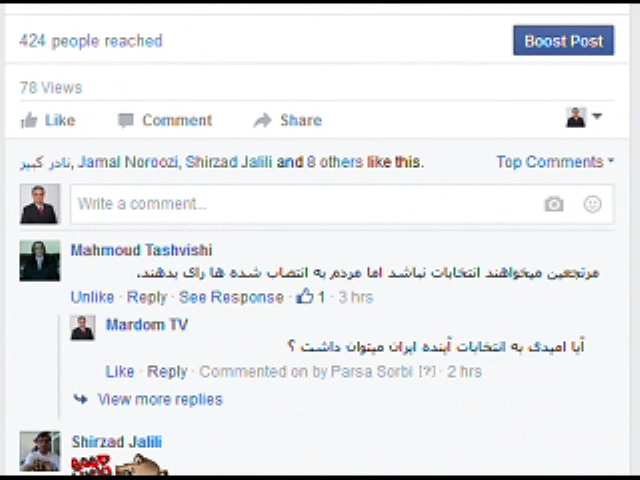 424 people reached
Boost Post
78 Views
Like Comment Share
نادر کبیر, Jamal Noroozi, Shirzad Jalili and 8 others like this.
Top Comments
Write a comment...
Mahmoud Tashvishi
مرتجعین میخواهند انتخابات نباشد اما مردم به انتصاب شده ها رای بدهند.
Unlike · Reply · See Response · 1 · 3 hrs
Mardom TV
آیا امیدی به انتخابات آینده ایران میتوان داشت ؟
Like · Reply · Commented on by Parsa Sorbi [?] · 2 hrs
View more replies
Shirzad Jalili